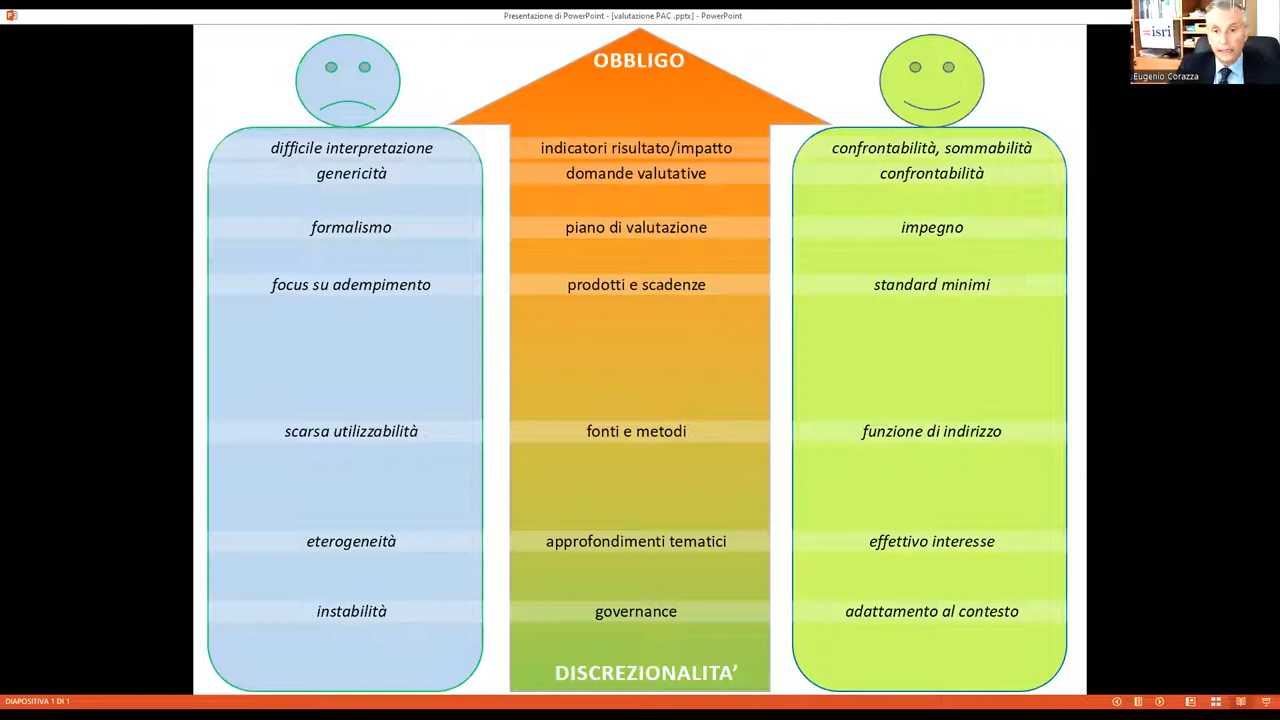 Presentazione di PowerPoint - [valutazione PAC .pptx] - PowerPoint
=isri
Eugenio Corazza
OBBLIGO
difficile interpretazione
indicatori risultato/impatto
confrontabilità, sommabilità
genericità
domande valutative
confrontabilità
formalismo
piano di valutazione
impegno
focus su adempimento
prodotti e scadenze
standard minimi
scarsa utilizzabilità
fonti e metodi
funzione di indirizzo
eterogeneità
approfondimenti tematici
effettivo interesse
instabilità
governance
adattamento al contesto
DISCREZIONALITA’
DIAPOSITIVA 1 DI 1